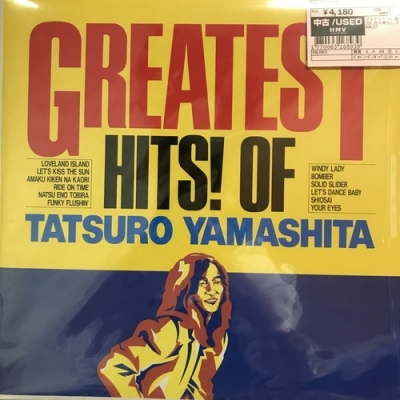 ¥4,180
中古/USED
HMV
GREATEST
HITS! OF
LOVELAND ISLAND
LET'S KISS THE SUN
AMAKU KIKEN NA KAORI
RIDE ON TIME
NATSU ENO TOBIRA
FUNKY FLUSHIN'
WINDY LADY
BOMBER
SOLID SLIDER
LET'S DANCE BABY
SHIOSAI
YOUR EYES
TATSURO YAMASHITA